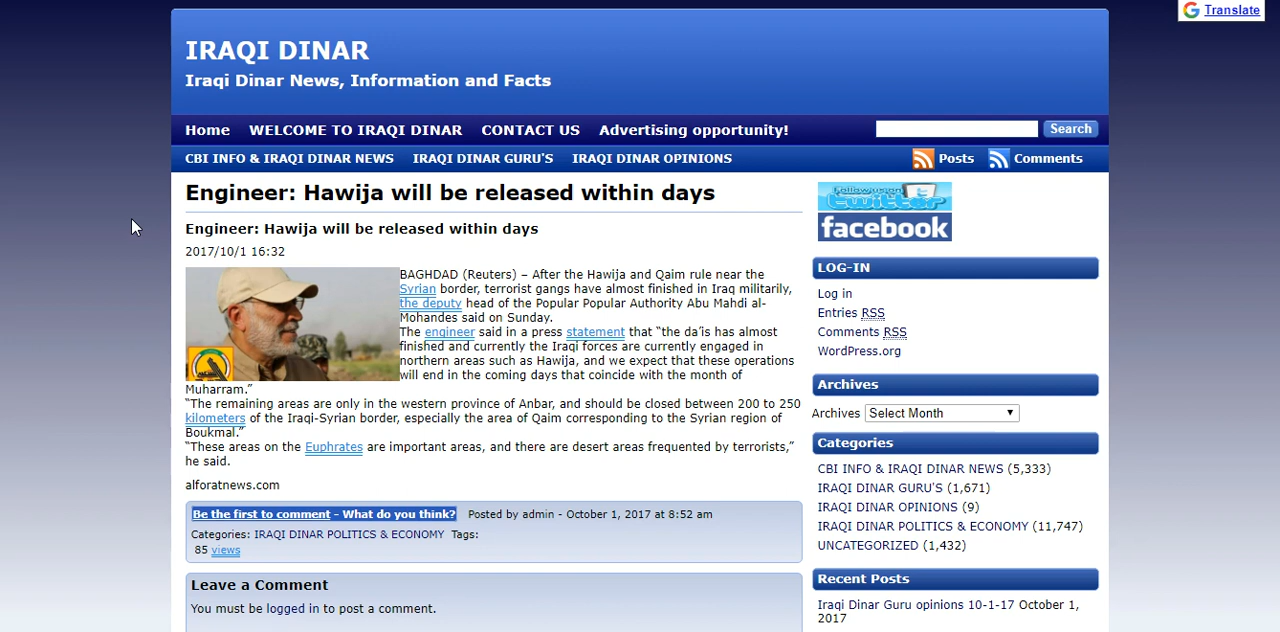 Translate
IRAQI DINAR
Iraqi Dinar News, Information and Facts
Home WELCOME TO IRAQI DINAR CONTACT US Advertising opportunity! Search
CBI INFO & IRAQI DINAR NEWS IRAQI DINAR GURU'S IRAQI DINAR OPINIONS Posts Comments
Engineer: Hawija will be released within days
Engineer: Hawija will be released within days
2017/10/1 16:32
BAGHDAD (Reuters) – After the Hawija and Qaim rule near the
Syrian border, terrorist gangs have almost finished in Iraq militarily,
the deputy head of the Popular Popular Authority Abu Mahdi al-
Mohandes said on Sunday.
The engineer said in a press statement that “the da’is has almost
finished and currently the Iraqi forces are currently engaged in
northern areas such as Hawija, and we expect that these operations
will end in the coming days that coincide with the month of
Muharram.”
“The remaining areas are only in the western province of Anbar, and should be closed between 200 to 250
kilometers of the Iraqi-Syrian border, especially the area of Qaim corresponding to the Syrian region of
Boukmal.”
“These areas on the Euphrates are important areas, and there are desert areas frequented by terrorists,”
he said.
alforatnews.com
Be the first to comment - What do you think? Posted by admin - October 1, 2017 at 8:52 am
Categories: IRAQI DINAR POLITICS & ECONOMY Tags:
85 views
Leave a Comment
You must be logged in to post a comment.
twitter
facebook
LOG-IN
Log in
Entries RSS
Comments RSS
WordPress.org
Archives
Archives Select Month
Categories
CBI INFO & IRAQI DINAR NEWS (5,333)
IRAQI DINAR GURU'S (1,671)
IRAQI DINAR OPINIONS (9)
IRAQI DINAR POLITICS & ECONOMY (11,747)
UNCATEGORIZED (1,432)
Recent Posts
Iraqi Dinar Guru opinions 10-1-17 October 1,
2017